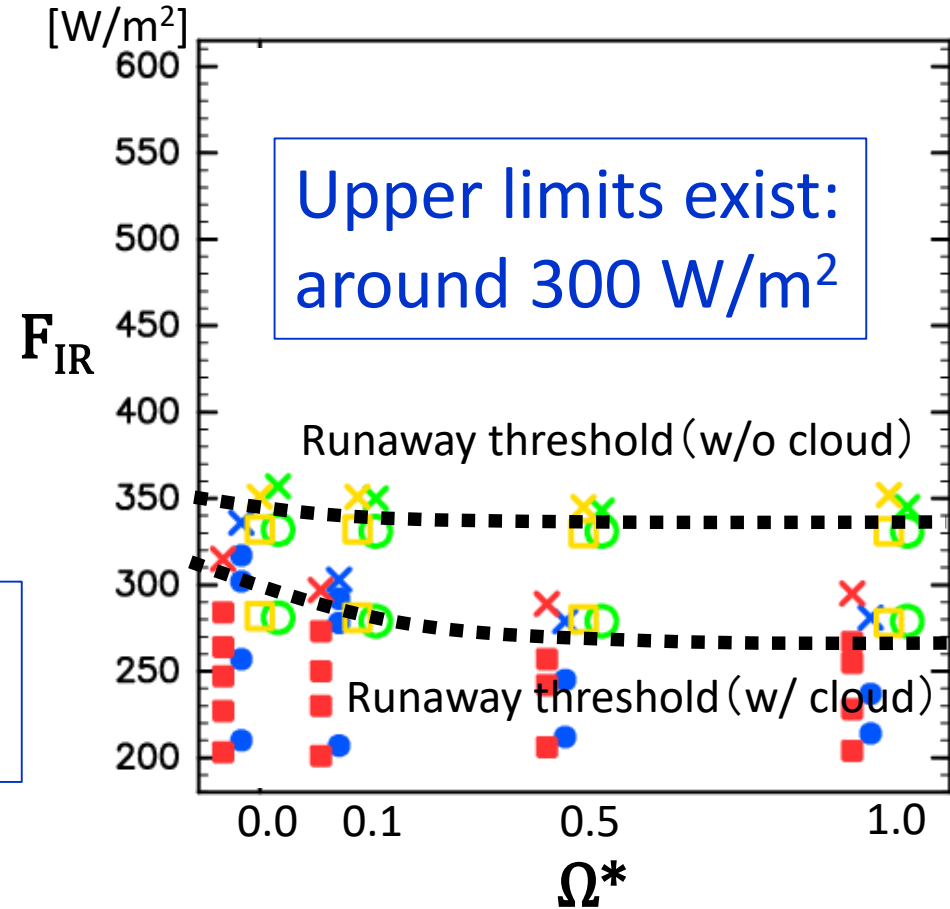 [W/m²]
600
550
500
450
400
350
300
250
200
F_IR
Upper limits exist:
around 300 W/m²
Runaway threshold（w/o cloud）
Runaway threshold（w/ cloud）
0.0 0.1 0.5 1.0
Ω*